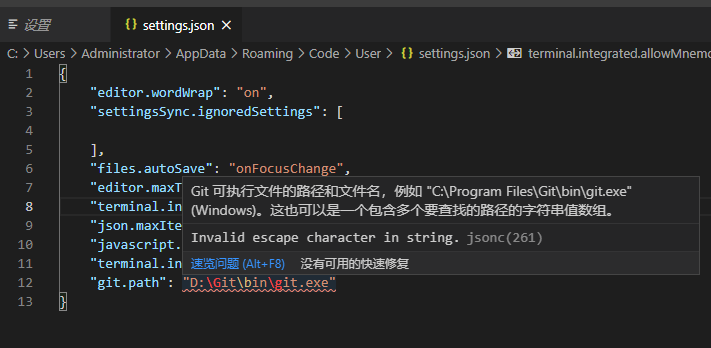 设置
settings.json
C: > Users > Administrator > AppData > Roaming > Code > User > settings.json > terminal.integrated.allowMnemo
1 {
2 "editor.wordWrap": "on",
3 "settingsSync.ignoredSettings": [
4
5 ],
6 "files.autoSave": "onFocusChange",
7 "editor.maxT
8 "terminal.in
9 "json.maxIte
10 "javascript.
11 "terminal.in
12 "git.path": "D:\Git\bin\git.exe"
13 }
Git 可执行文件的路径和文件名，例如 "C:\Program Files\Git\bin\git.exe"
(Windows)。这也可以是一个包含多个要查找的路径的字符串值数组。
Invalid escape character in string. jsonc(261)
速览问题 (Alt+F8) 没有可用的快速修复